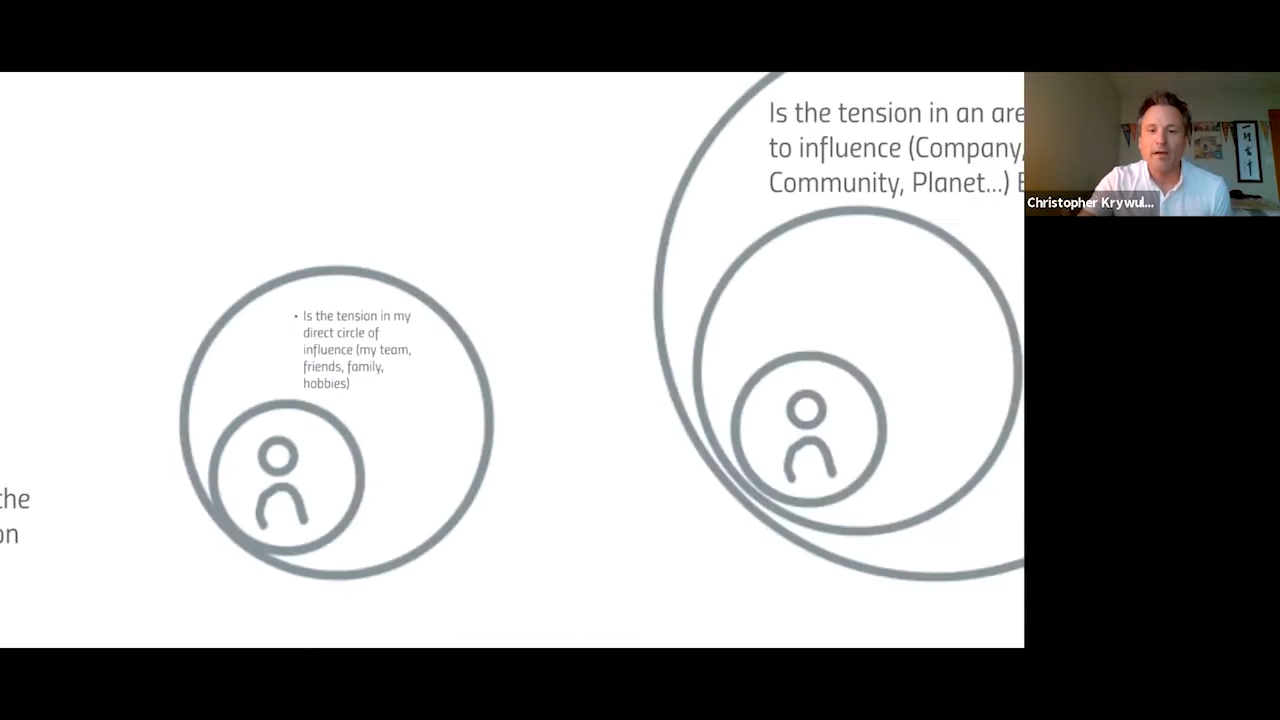 the
on
• Is the tension in my
direct circle of
influence (my team,
friends, family,
hobbies)
Is the tension in an are
to influence (Company,
Community, Planet...) E
Christopher Krywul...